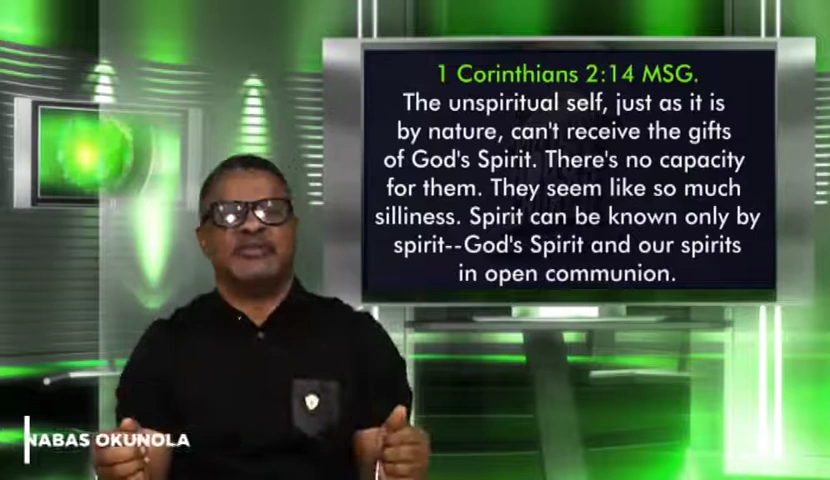 1 Corinthians 2:14 MSG.
The unspiritual self, just as it is
by nature, can't receive the gifts
of God's Spirit. There's no capacity
for them. They seem like so much
silliness. Spirit can be known only by
spirit--God's Spirit and our spirits
in open communion.
NABAS OKUNOLA